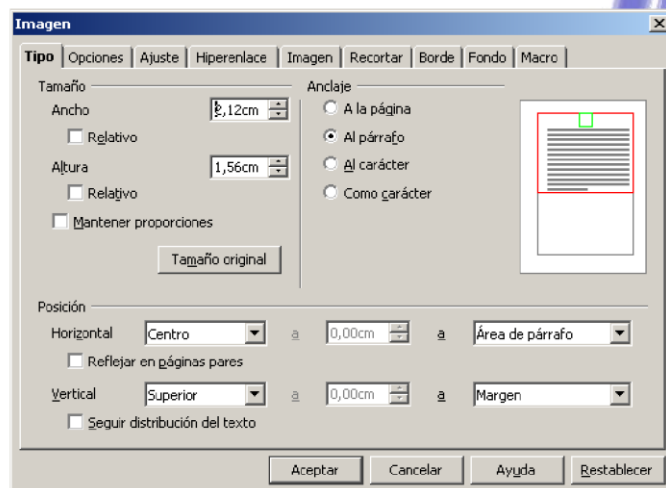 Imagen
Tipo Opciones Ajuste Hiperenlace Imagen Recortar Borde Fondo Macro
Tamaño
Ancho 2,12cm
Relativo
Altura 1,56cm
Relativo
Mantener proporciones
Tamaño original
Anclaje
A la página
Al párrafo
Al carácter
Como carácter
Posición
Horizontal Centro a 0,00cm a Área de párrafo
Reflejar en páginas pares
Vertical Superior a 0,00cm a Margen
Seguir distribución del texto
Aceptar Cancelar Ayuda Restablecer